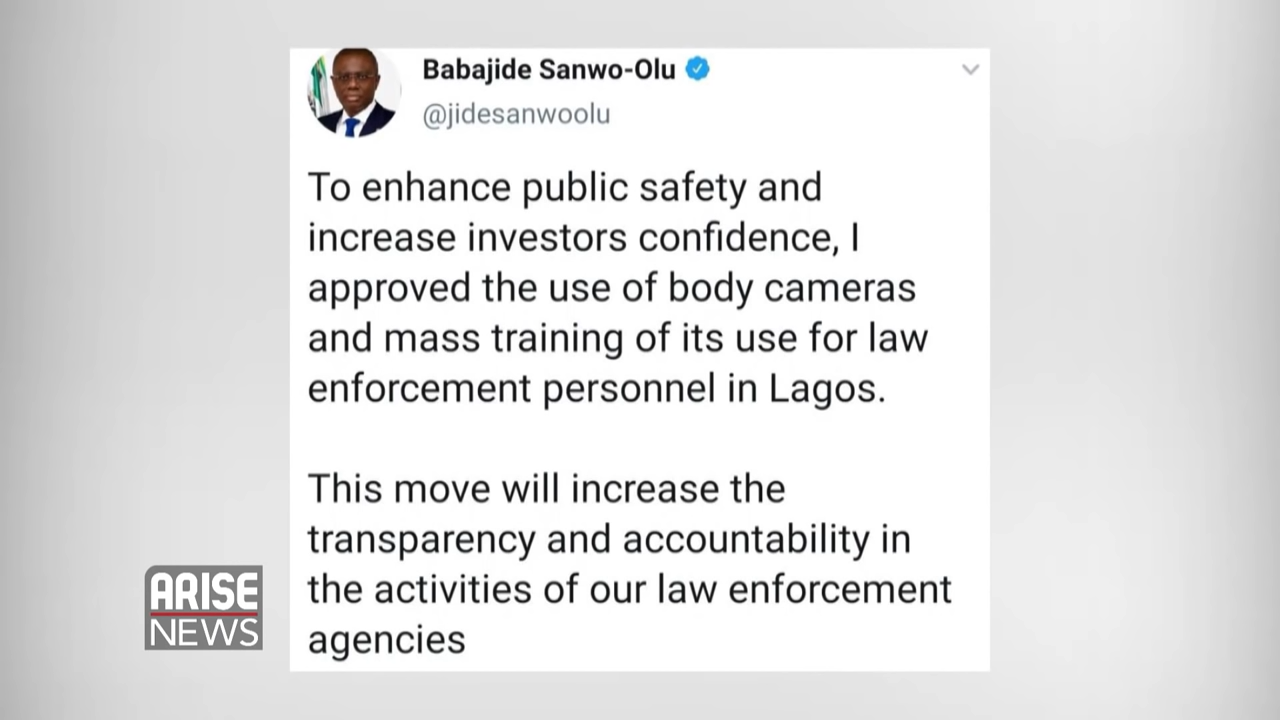 Babajide Sanwo-Olu
@jidesanwoolu
To enhance public safety and
increase investors confidence, I
approved the use of body cameras
and mass training of its use for law
enforcement personnel in Lagos.
This move will increase the
transparency and accountability in
the activities of our law enforcement
agencies
ARISE
NEWS